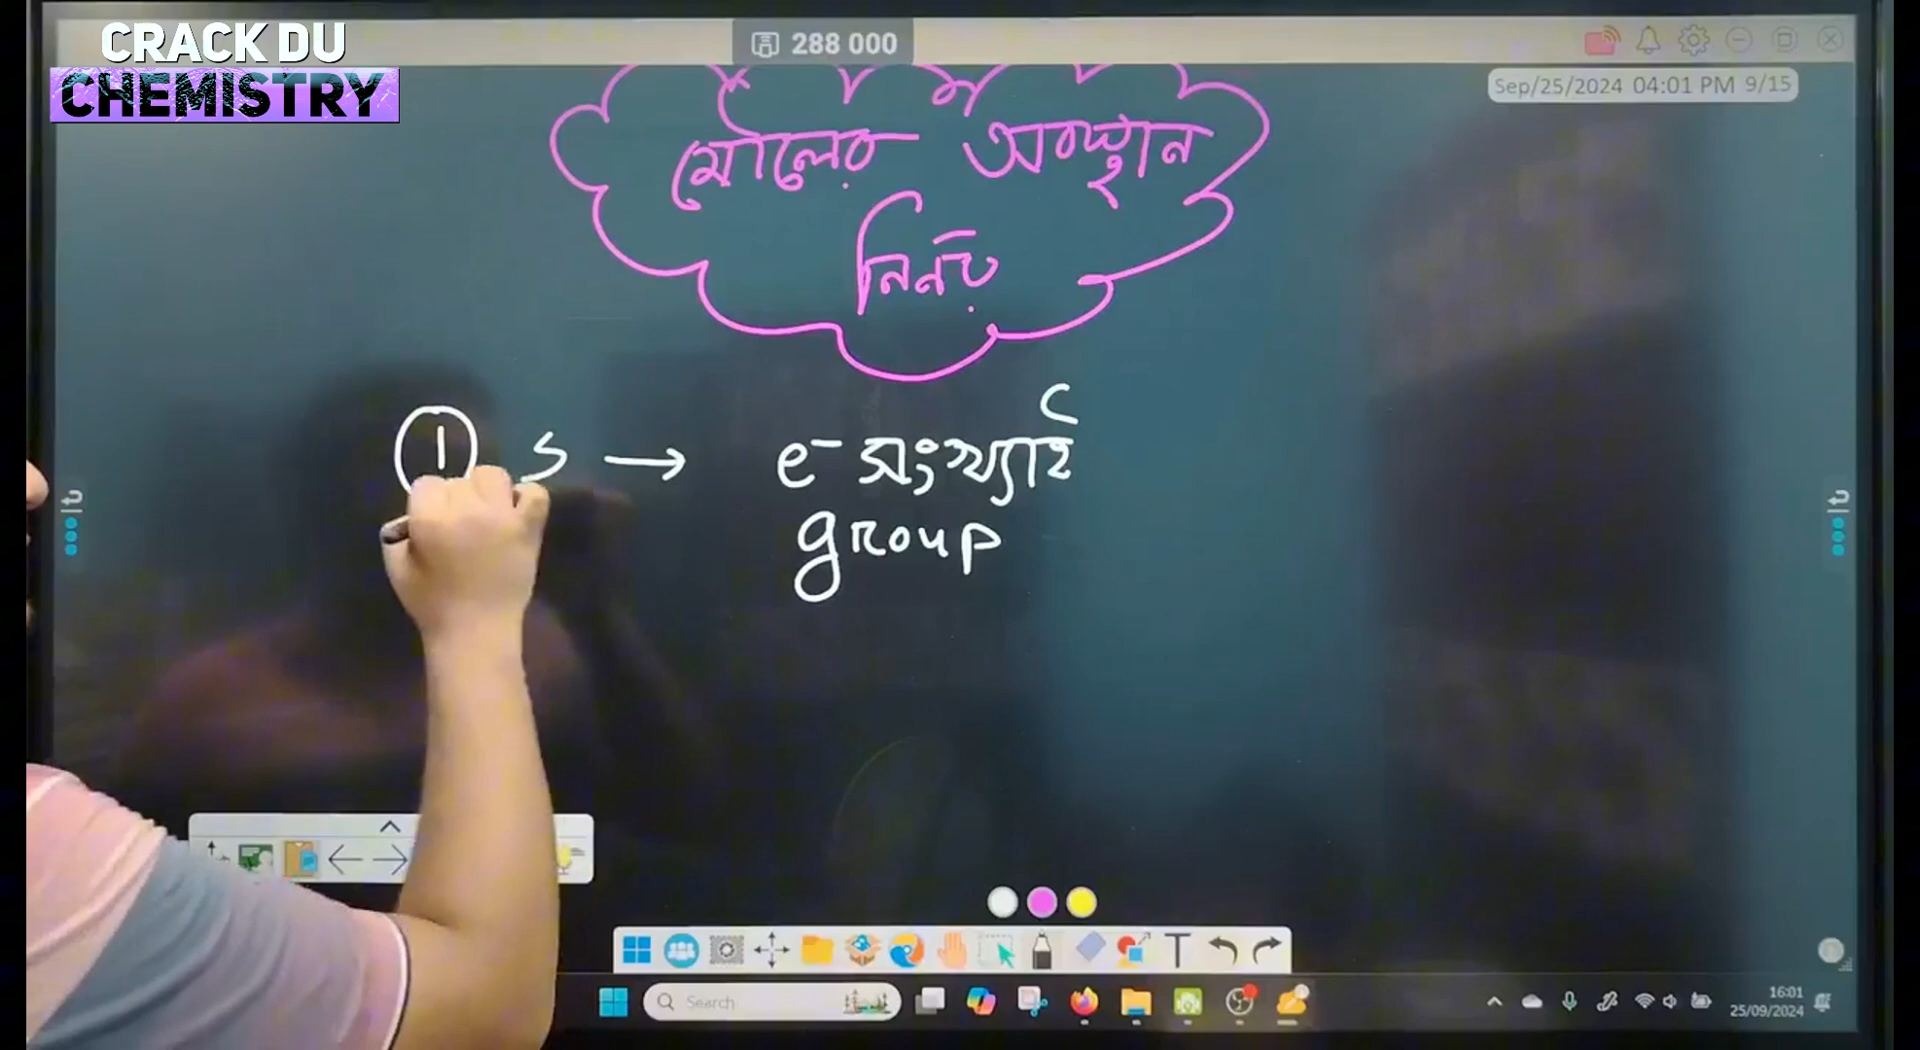 CRACK DU
CHEMISTRY
288 000
Sep/25/2024 04:01 PM 9/15
মৌলের অবস্থান
নির্ণয়
1 s → e⁻ সংখ্যাই
group
Search
16:01
25/09/2024